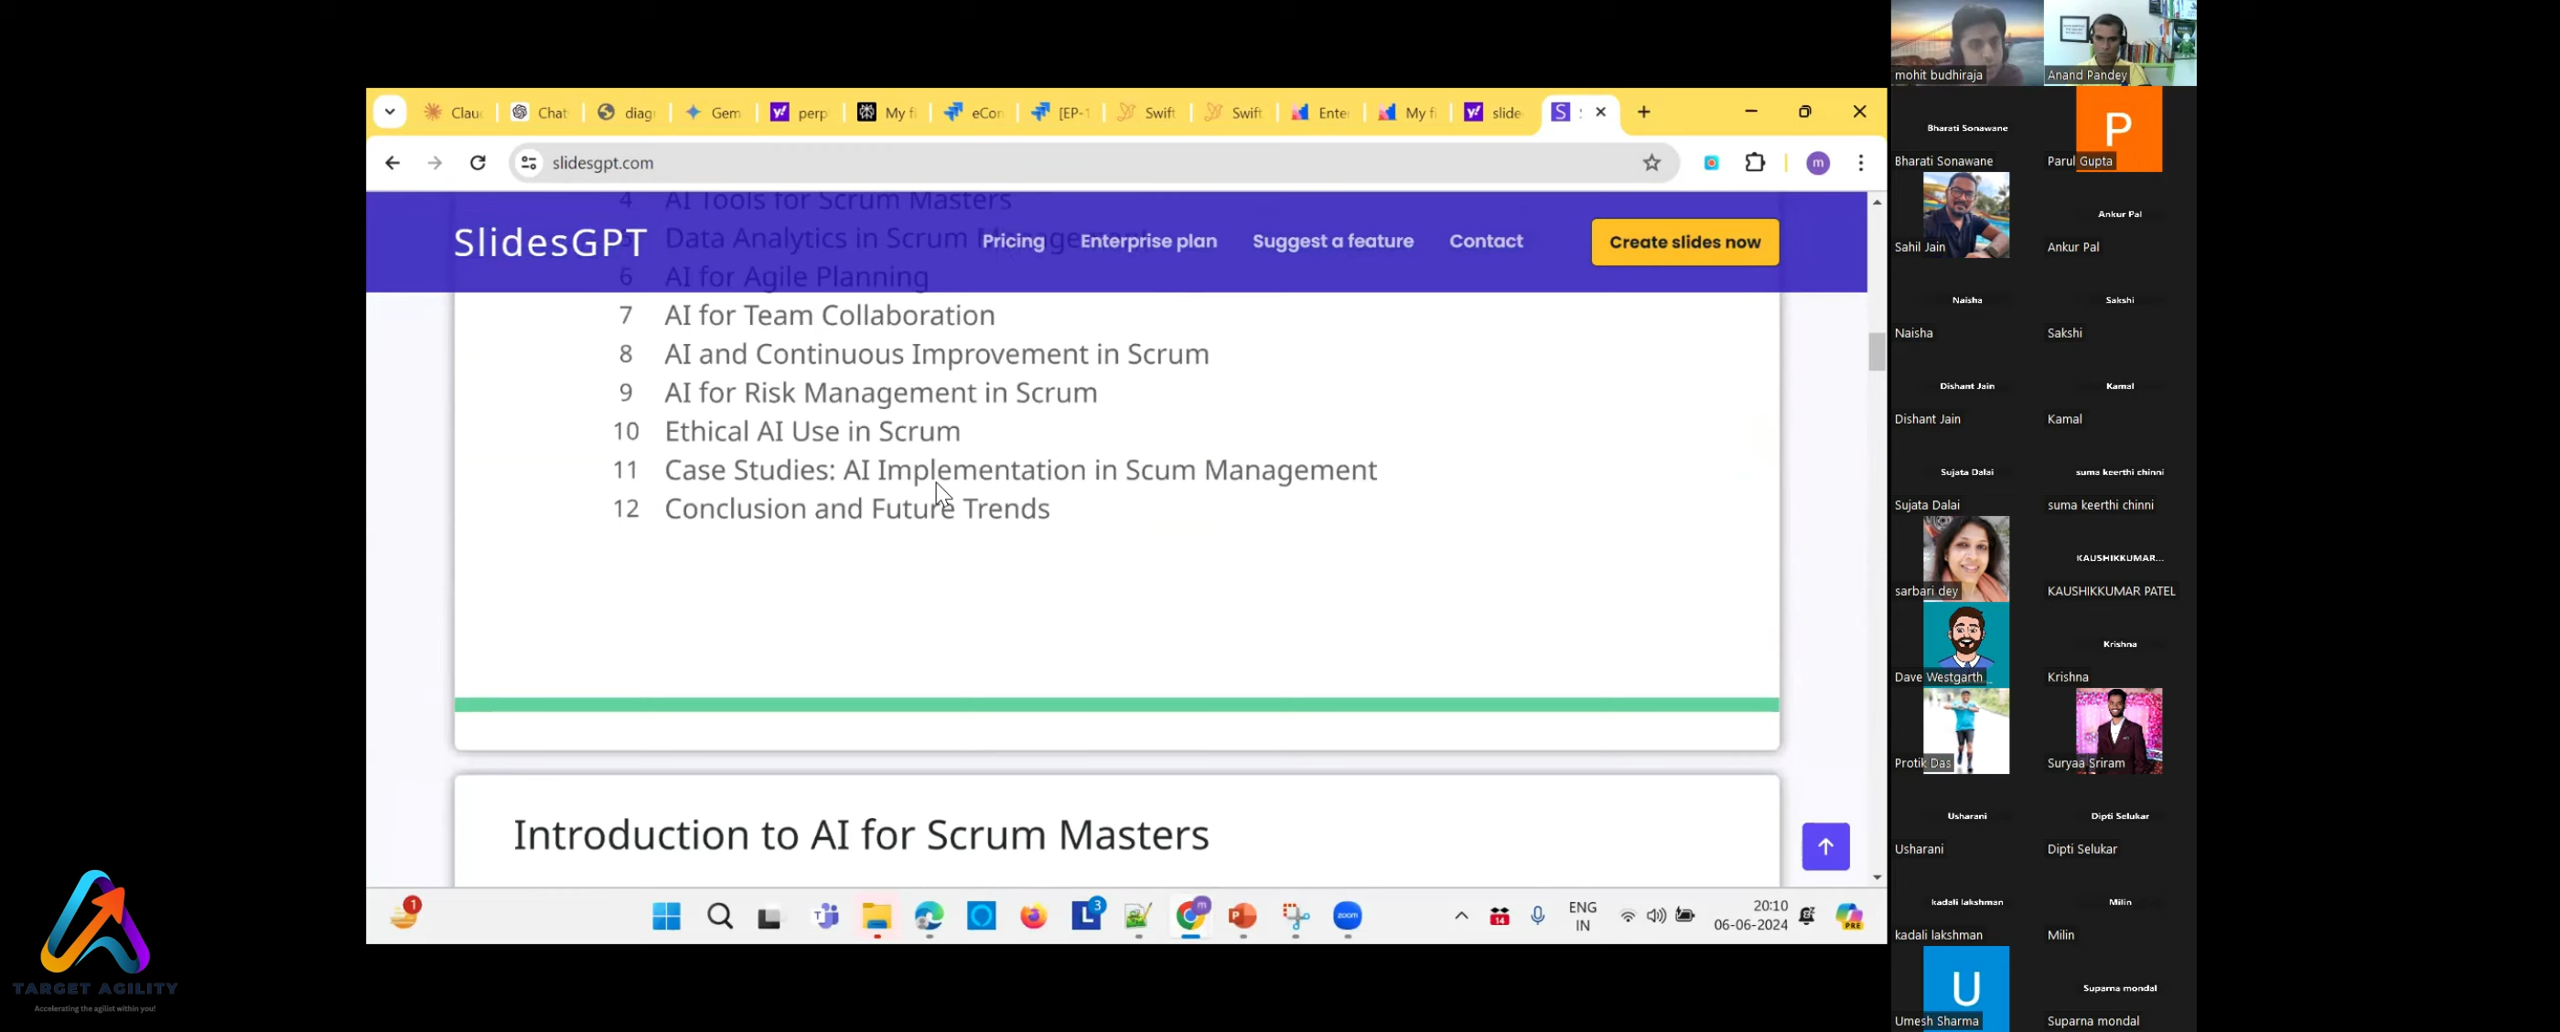 Clau
Chat
diag
Gem
perp
My fi
eCon
[EP-1
Swift
Swift
Enter
My fi
slide
slidesgpt.com
4 AI Tools for Scrum Masters
SlidesGPT
Pricing
Enterprise plan
Suggest a feature
Contact
Create slides now
Data Analytics in Scrum Management
6 AI for Agile Planning
7 AI for Team Collaboration
8 AI and Continuous Improvement in Scrum
9 AI for Risk Management in Scrum
10 Ethical AI Use in Scrum
11 Case Studies: AI Implementation in Scum Management
12 Conclusion and Future Trends
Introduction to AI for Scrum Masters
1
3
zoom
14
ENG
IN
20:10
06-06-2024
PRE
TARGET AGILITY
Accelerating the agilist within you!
mohit budhiraja
Anand Pandey
Bharati Sonawane
P
Bharati Sonawane
Parul Gupta
Ankur Pal
Sahil Jain
Ankur Pal
Naisha
Sakshi
Naisha
Sakshi
Dishant Jain
Kamal
Dishant Jain
Kamal
Sujata Dalai
suma keerthi chinni
Sujata Dalai
suma keerthi chinni
KAUSHIKKUMAR...
sarbari dey
KAUSHIKKUMAR PATEL
Krishna
Dave Westgarth_
Krishna
Protik Das
Suryaa Sriram
Usharani
Dipti Selukar
Usharani
Dipti Selukar
kadali lakshman
Milin
kadali lakshman
Milin
U
Suparna mondal
Umesh Sharma
Suparna mondal